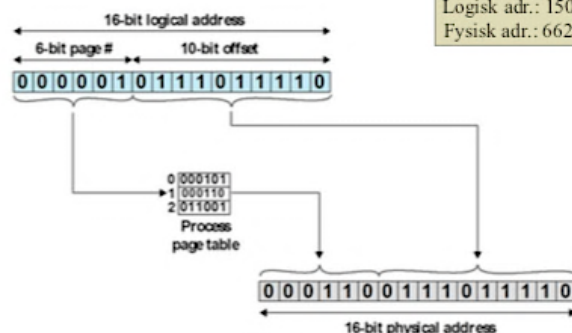 Logisk adr.: 150
Fysisk adr.: 662
16-bit logical address
6-bit page # 10-bit offset
0 0 0 0 0 1 0 1 1 1 0 1 1 1 1 0
0 000101
1 000110
2 011001
Process
page table
0 0 0 1 1 0 0 1 1 1 0 1 1 1 1 0
16-bit physical address